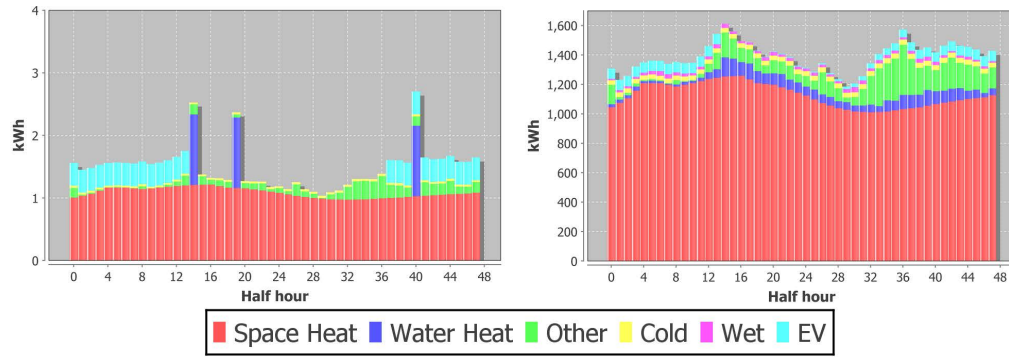 4
3
2
1
0
kWh
0 4 8 12 16 20 24 28 32 36 40 44 48
Half hour
1,600
1,400
1,200
1,000
800
600
400
200
0
kWh
0 4 8 12 16 20 24 28 32 36 40 44 48
Half hour
Space Heat Water Heat Other Cold Wet EV